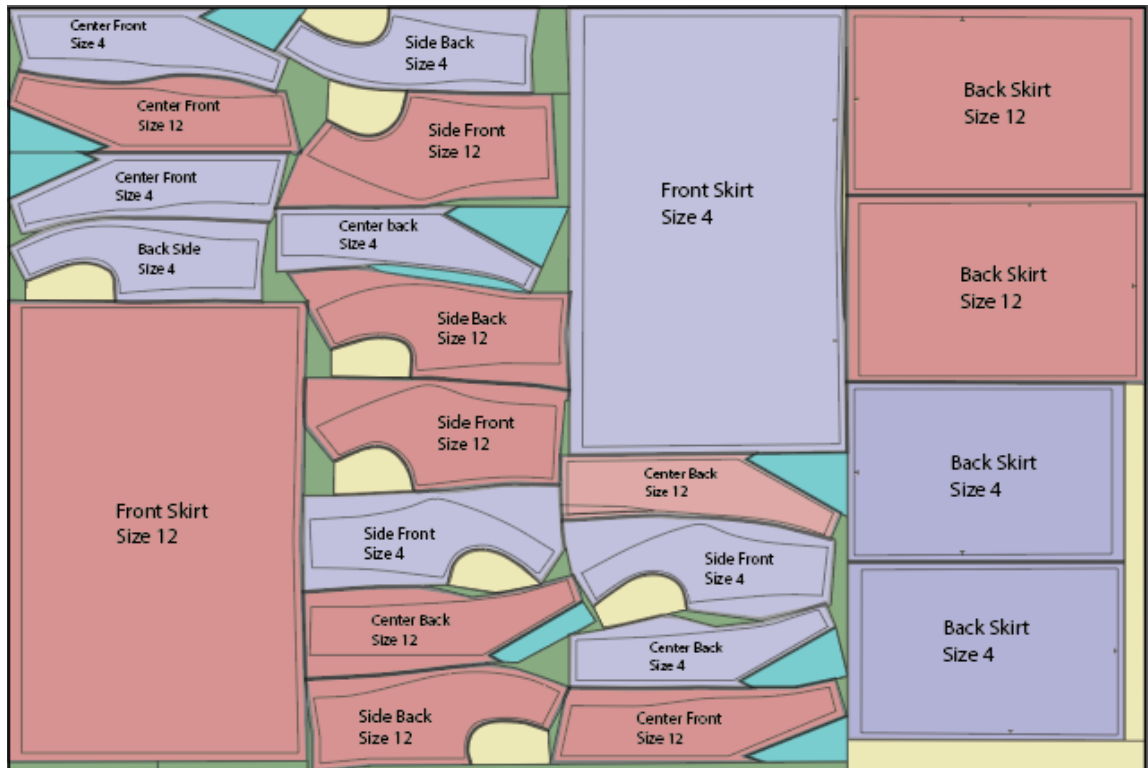 Center Front
Size 4
Side Back
Size 4
Center Front
Size 12
Side Front
Size 12
Center Front
Size 4
Back Side
Size 4
Center back
Size 4
Side Back
Size 12
Side Front
Size 12
Front Skirt
Size 12
Side Front
Size 4
Center Back
Size 12
Side Back
Size 12
Front Skirt
Size 4
Center Back
Size 12
Side Front
Size 4
Center Back
Size 4
Center Front
Size 12
Back Skirt
Size 12
Back Skirt
Size 12
Back Skirt
Size 4
Back Skirt
Size 4